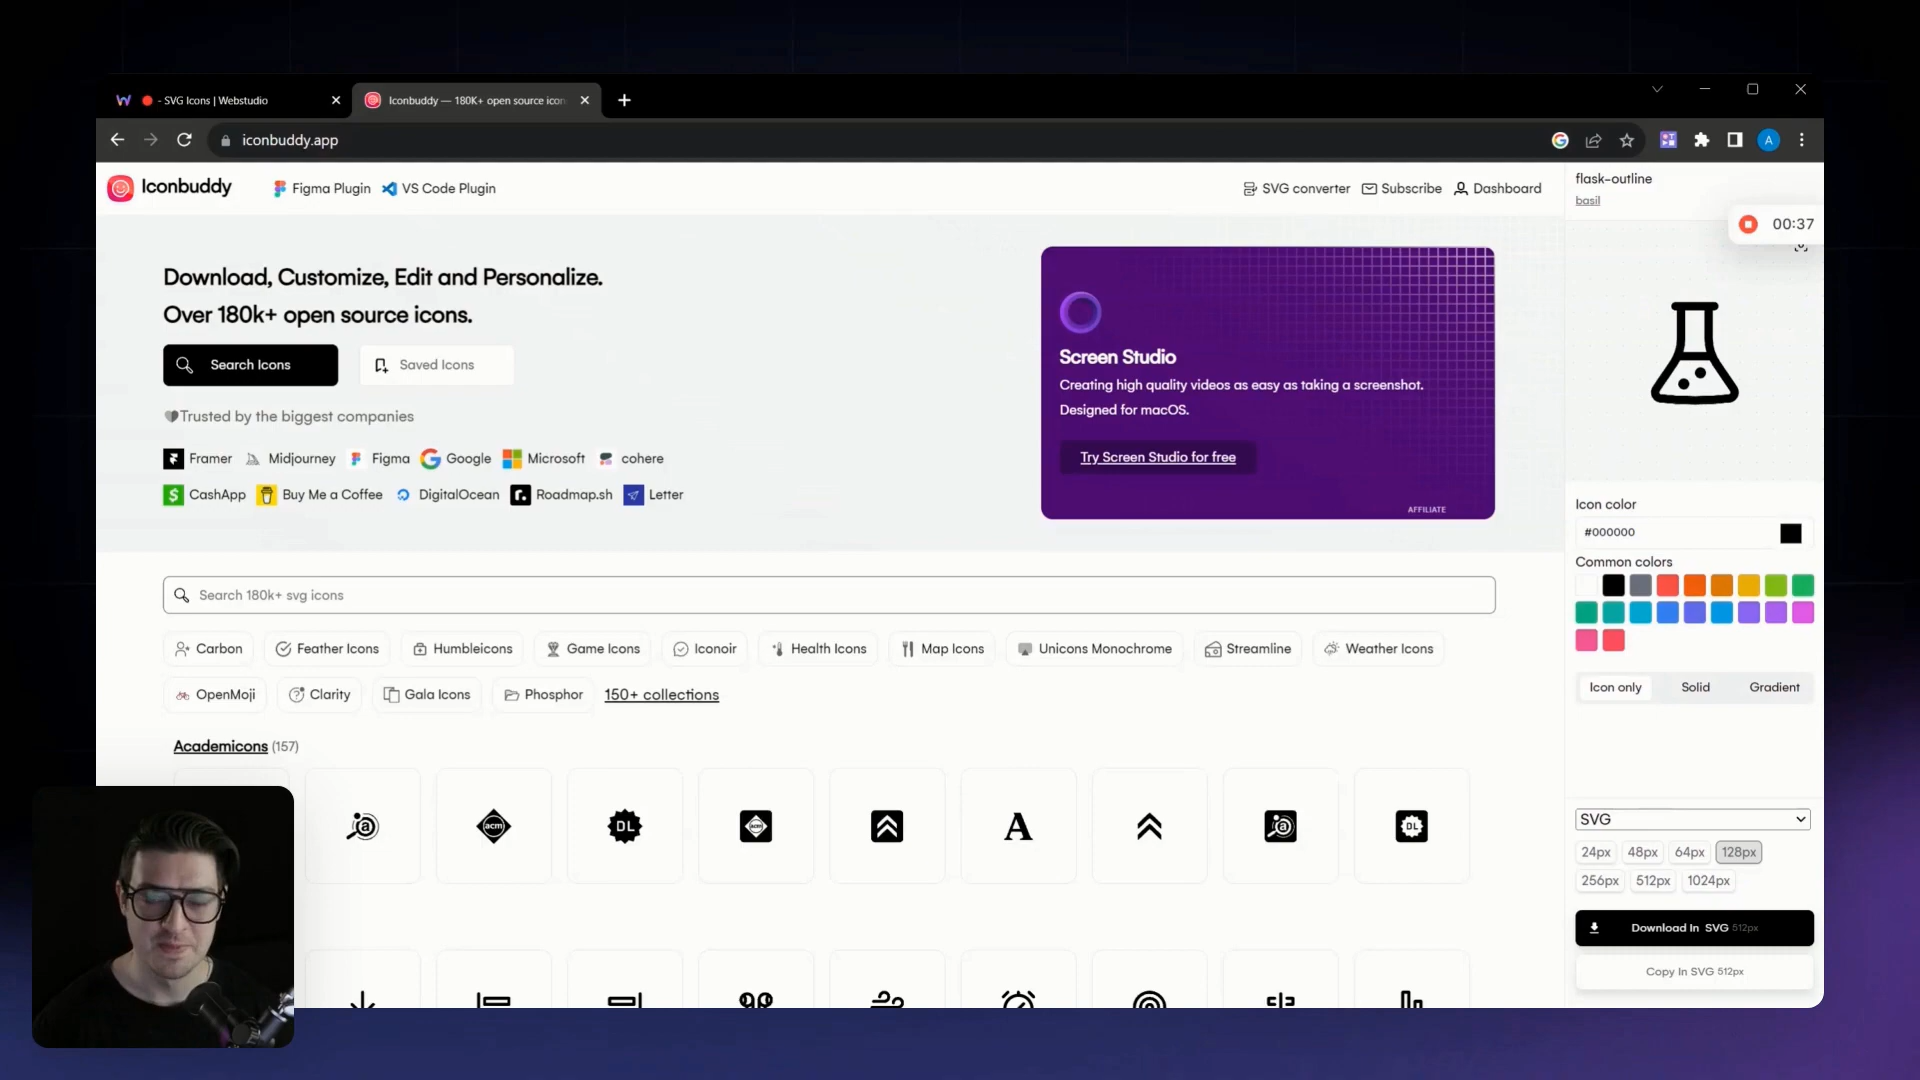 - SVG Icons | Webstudio
Iconbuddy — 180K+ open source icon
iconbuddy.app
A
Iconbuddy
Figma Plugin
VS Code Plugin
SVG converter
Subscribe
Dashboard
flask-outline
basil
00:37
Download, Customize, Edit and Personalize.
Over 180k+ open source icons.
Search Icons
Saved Icons
Trusted by the biggest companies
Framer
Midjourney
Figma
Google
Microsoft
cohere
CashApp
Buy Me a Coffee
DigitalOcean
Roadmap.sh
Letter
Screen Studio
Creating high quality videos as easy as taking a screenshot.
Designed for macOS.
Try Screen Studio for free
AFFILIATE
Icon color
#000000
Common colors
Icon only
Solid
Gradient
Search 180k+ svg icons
Carbon
Feather Icons
Humbleicons
Game Icons
Iconoir
Health Icons
Map Icons
Unicons Monochrome
Streamline
Weather Icons
OpenMoji
Clarity
Gala Icons
Phosphor
150+ collections
Academicons (157)
acm
DL
acm
A
DL
SVG
24px
48px
64px
128px
256px
512px
1024px
Download In SVG 512px
Copy In SVG 512px